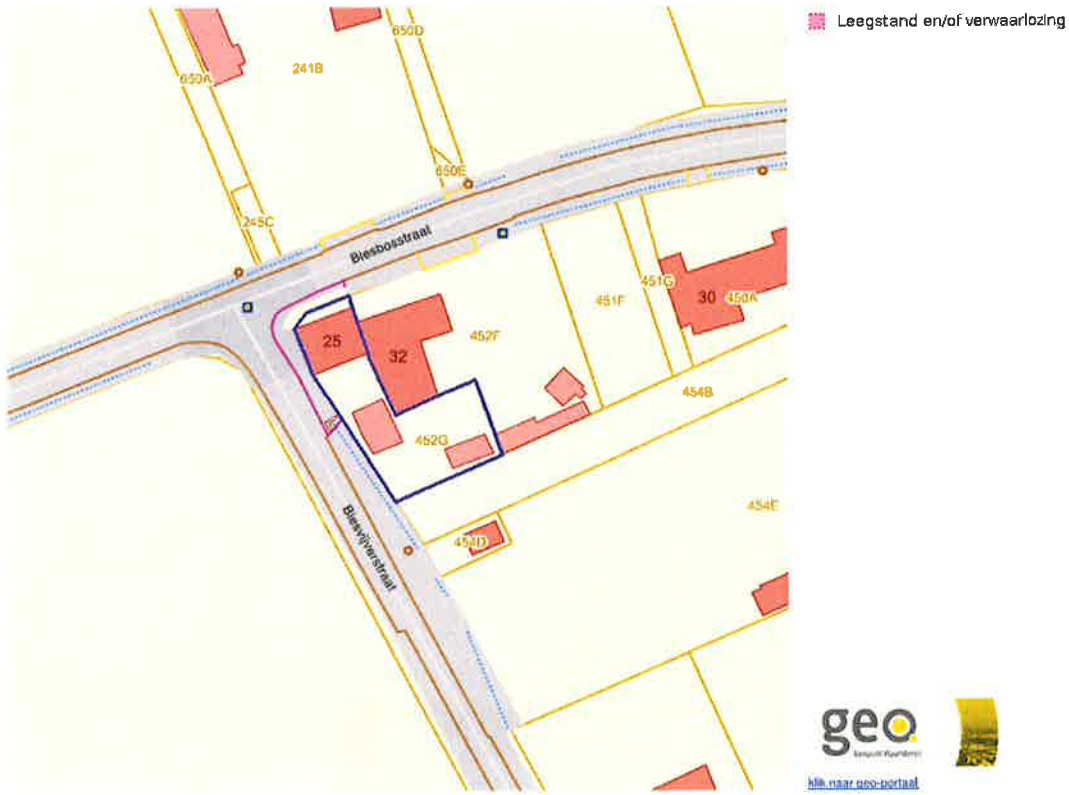 Leegstand en/of verwaarlozing
650D
650A
241B
650E
245C
Biesbosstraat
451G
451F
30
450A
25
32
452F
454B
452G
454E
Biesvijverstraat
454D
geo
klik naar geo-portaal